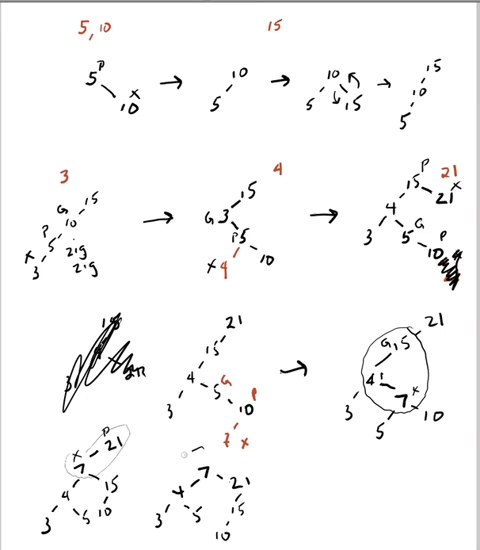 5, 10 15
5 P 10 X → 10 5 → 10 5 15 → 15 10 5
3 4 21
15 G 10 P 5 X 3 zig zig → 15 G 3 P 5 10 X 4 → P 15 21 X 4 3 5 G 10 P
21 15 4 3 5 G 10 P 7 X → 21 G 15 4 7 X 3 5 10
P 21 X 7 4 15 3 5 10
7 4 21 3 5 15 10